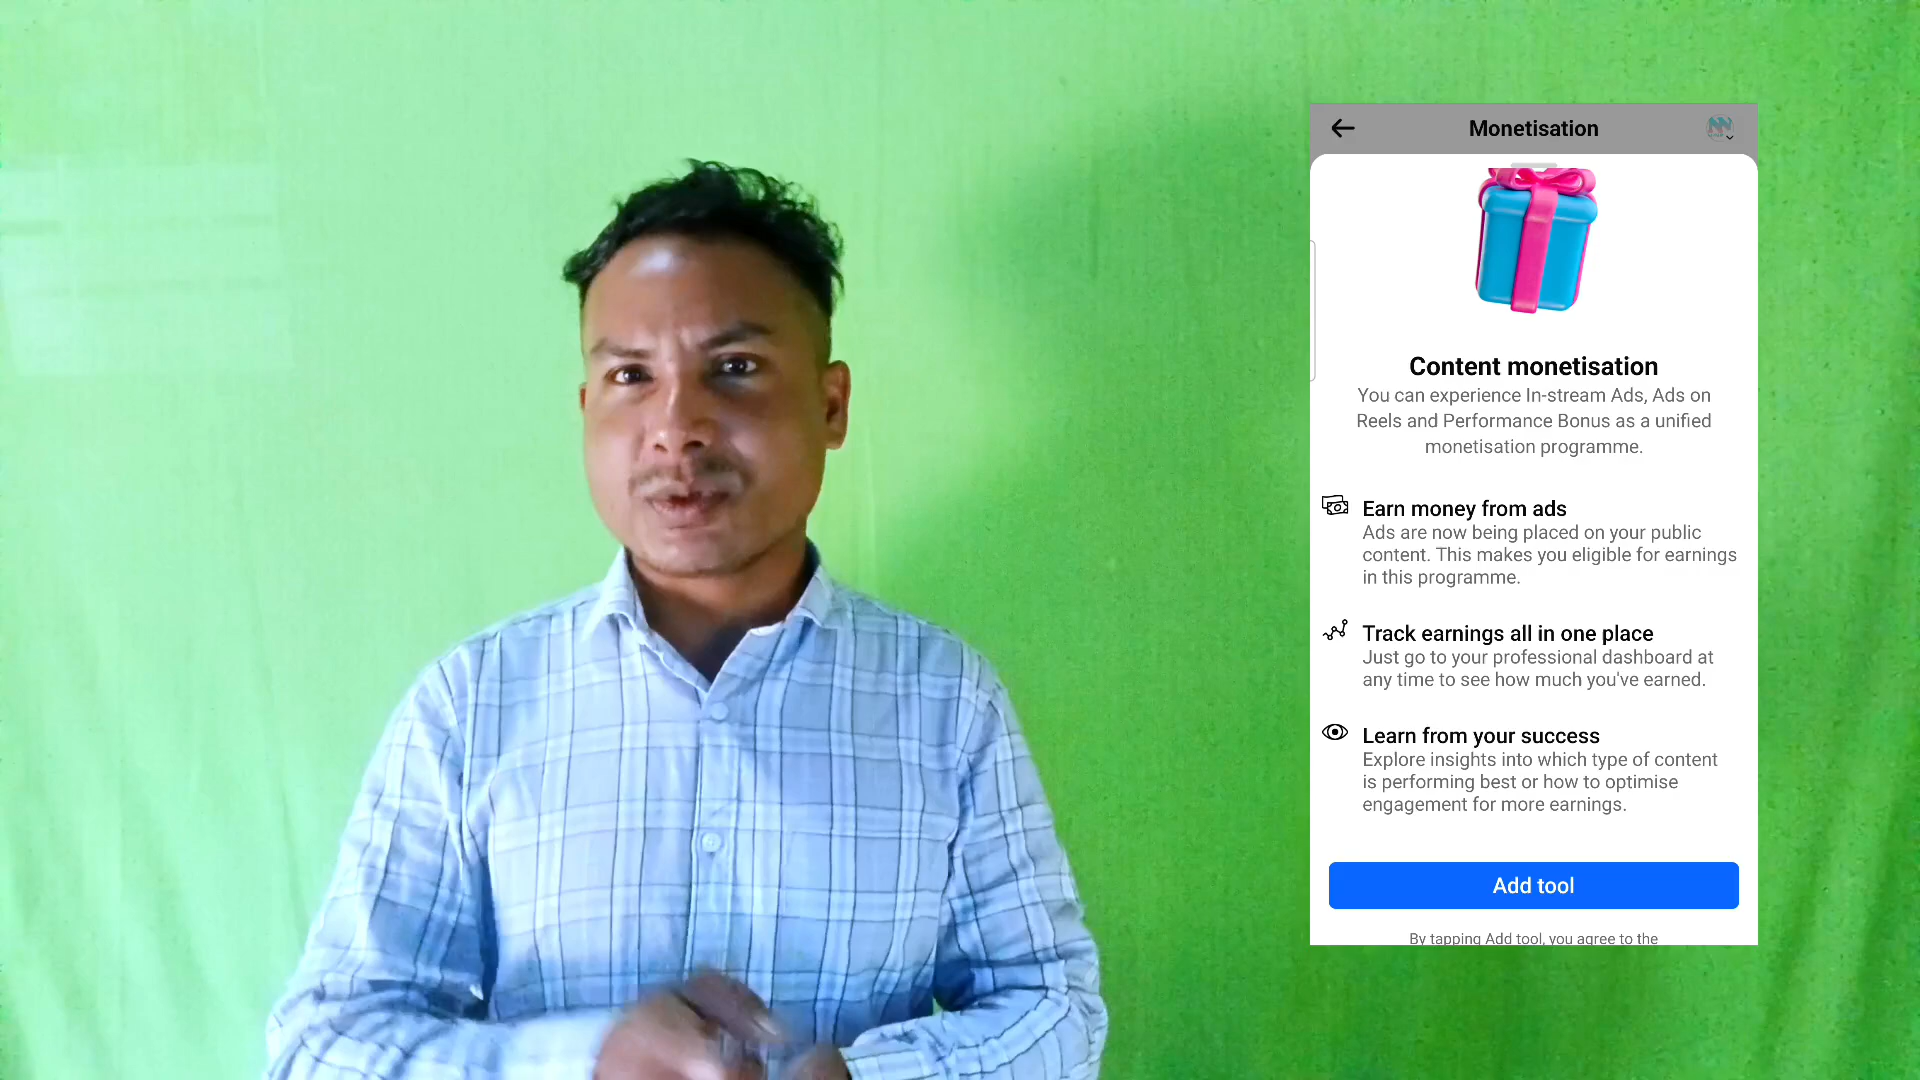 Monetisation
Content monetisation
You can experience In-stream Ads, Ads on
Reels and Performance Bonus as a unified
monetisation programme.
Earn money from ads
Ads are now being placed on your public
content. This makes you eligible for earnings
in this programme.
Track earnings all in one place
Just go to your professional dashboard at
any time to see how much you've earned.
Learn from your success
Explore insights into which type of content
is performing best or how to optimise
engagement for more earnings.
Add tool
By tapping Add tool, you agree to the